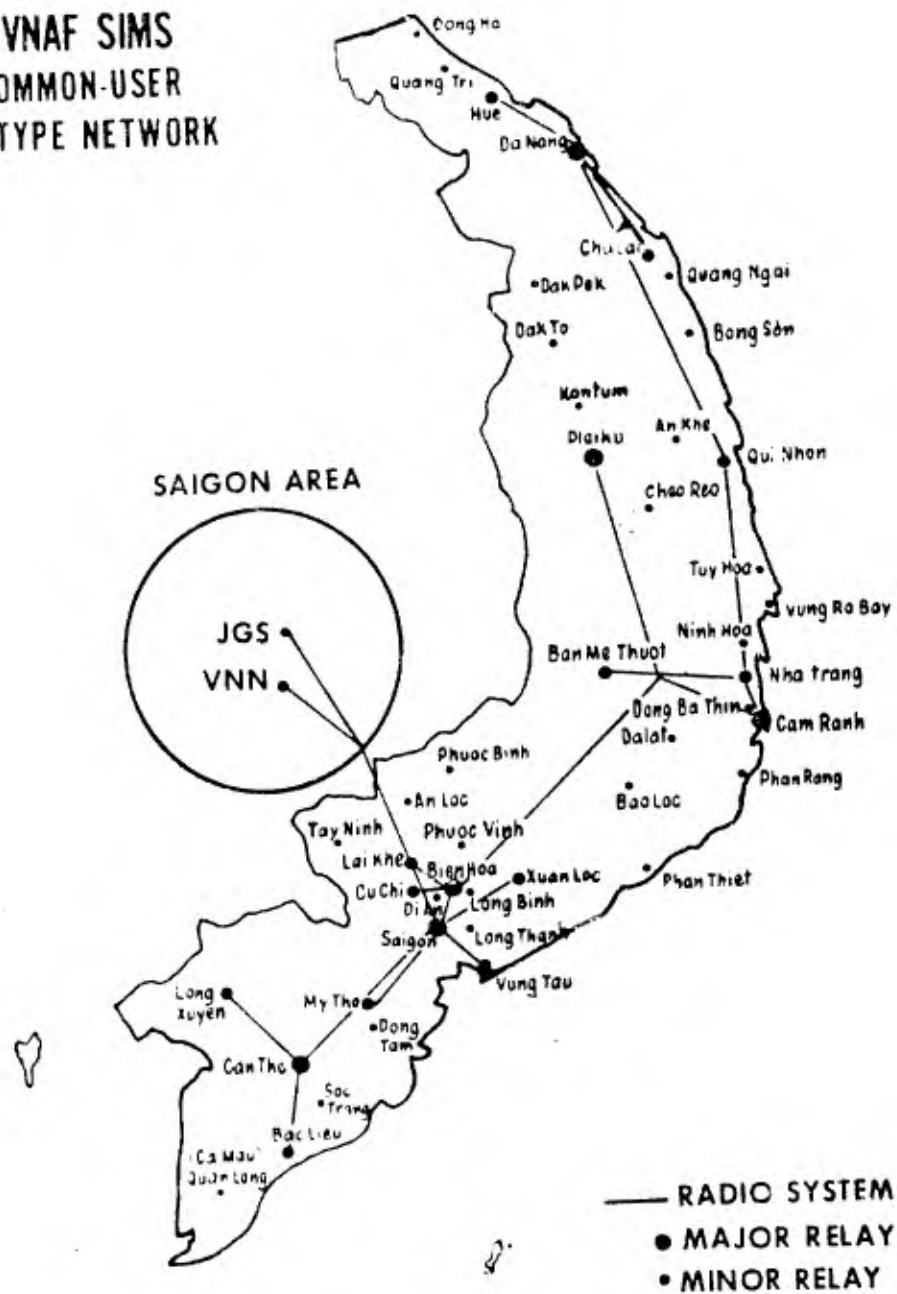 VNAF SIMS
OMMON-USER
TYPE NETWORK
Dong Ha
Quang Tri
Hue
Da Nang
Chu Lai
Quang Ngai
Dak Pek
Bong Son
Dak To
Kontum
An Khe
Pleiku
Qui Nhon
Cheo Reo
SAIGON AREA
Tuy Hoa
Vung Ro Bay
JGS
Ninh Hoa
Ban Me Thuot
VNN
Nha trang
Dong Ba Thin
Cam Ranh
Dalat
Phuoc Binh
Phan Rang
An Loc
Bao Loc
Tay Ninh
Phuoc Vinh
Lai Khe
Bien Hoa
Xuan Loc
Phan Thiet
Cu Chi
Long Binh
Di An
Saigon
Long Thanh
Vung Tau
Long
Xuyen
My Tho
Dong
Tam
Can Tho
Soc
Trang
Bac Lieu
(Ca Mau)
Quan Long
RADIO SYSTEM
MAJOR RELAY
MINOR RELAY